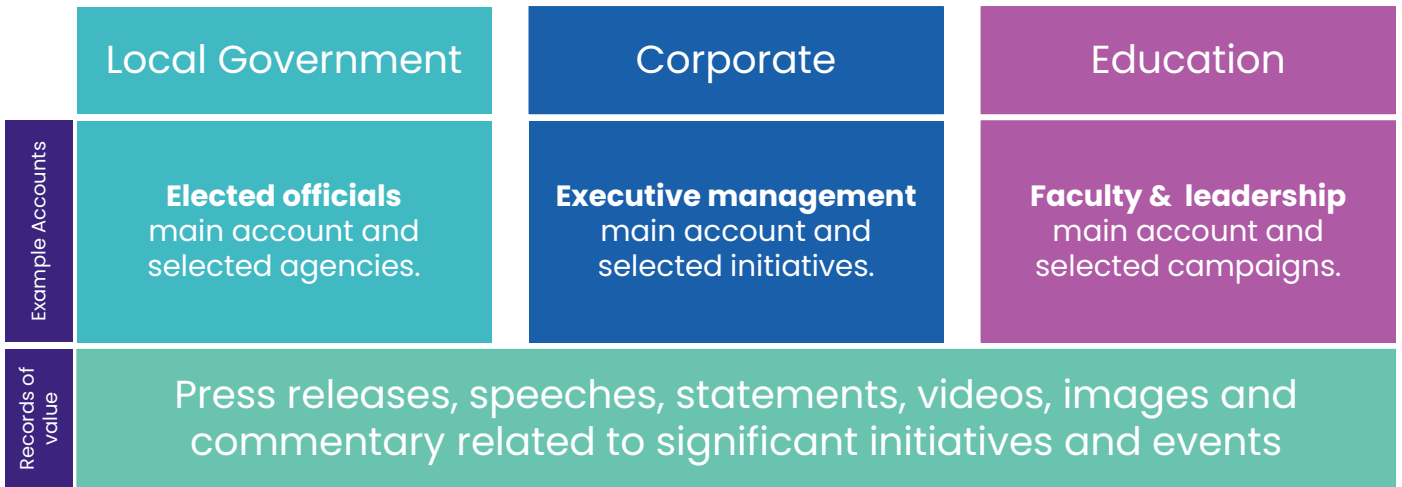 Local Government
Corporate
Education
Example Accounts
Elected officials
main account and
selected agencies.
Executive management
main account and
selected initiatives.
Faculty &  leadership
main account and
selected campaigns.
Records of
value
Press releases, speeches, statements, videos, images and
commentary related to significant initiatives and events